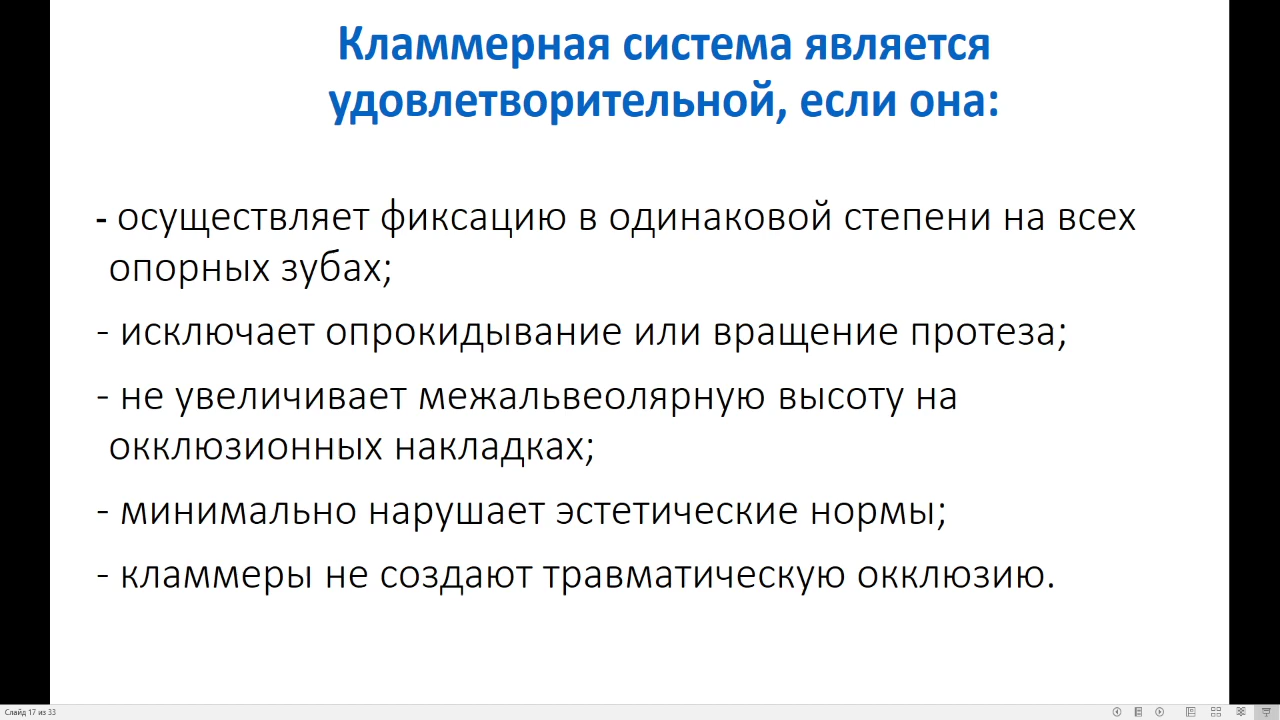 Кламмерная система является
удовлетворительной, если она:
- осуществляет фиксацию в одинаковой степени на всех
опорных зубах;
- исключает опрокидывание или вращение протеза;
- не увеличивает межальвеолярную высоту на
окклюзионных накладках;
- минимально нарушает эстетические нормы;
- кламмеры не создают травматическую окклюзию.
Слайд 17 из 33